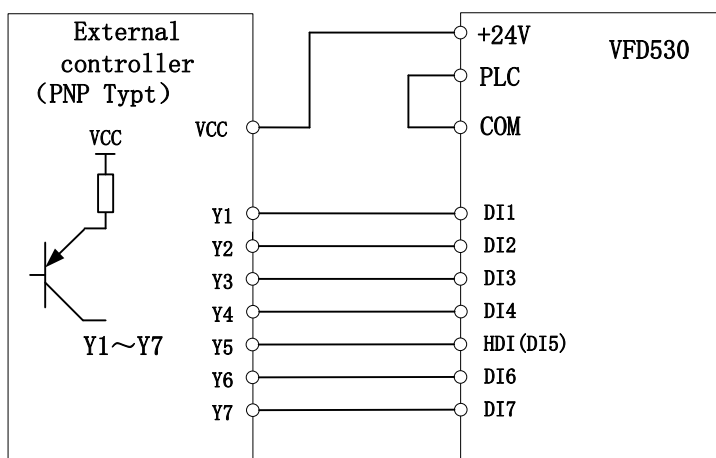 External
controller
(PNP Typt)
VCC
Y1～Y7
VCC
Y1
Y2
Y3
Y4
Y5
Y6
Y7
+24V
PLC
COM
DI1
DI2
DI3
DI4
HDI(DI5)
DI6
DI7
VFD530